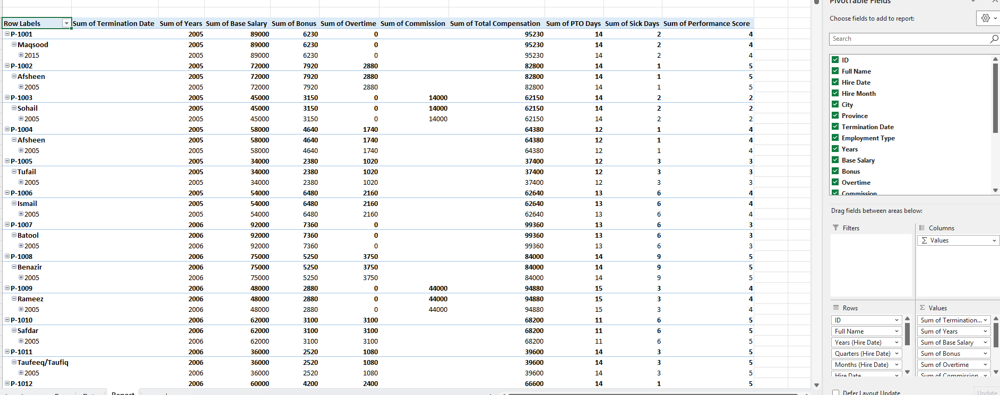 PivotTable Fields
Choose fields to add to report:
Search
ID
Full Name
Hire Date
Hire Month
City
Province
Termination Date
Employment Type
Years
Base Salary
Bonus
Overtime
Commission
Drag fields between areas below:
Filters
Columns
Values
Rows
ID
Full Name
Years (Hire Date)
Quarters (Hire Date)
Months (Hire Date)
Hire Date
Values
Sum of Termination...
Sum of Years
Sum of Base Salary
Sum of Bonus
Sum of Overtime
Sum of Commission
Defer Layout Update
Update
Row Labels Sum of Termination Date Sum of Years Sum of Base Salary Sum of Bonus Sum of Overtime Sum of Commission Sum of Total Compensation Sum of PTO Days Sum of Sick Days Sum of Performance Score
P-1001 2005 89000 6230 0 95230 14 2 4
Maqsood 2005 89000 6230 0 95230 14 2 4
2015 2005 89000 6230 0 95230 14 2 4
P-1002 2005 72000 7920 2880 82800 14 1 5
Afsheen 2005 72000 7920 2880 82800 14 1 5
2005 2005 72000 7920 2880 82800 14 1 5
P-1003 2005 45000 3150 0 14000 62150 14 2 2
Sohail 2005 45000 3150 0 14000 62150 14 2 2
2005 2005 45000 3150 0 14000 62150 14 2 2
P-1004 2005 58000 4640 1740 64380 12 1 4
Afsheen 2005 58000 4640 1740 64380 12 1 4
2005 2005 58000 4640 1740 64380 12 1 4
P-1005 2005 34000 2380 1020 37400 12 3 3
Tufail 2005 34000 2380 1020 37400 12 3 3
2005 2005 34000 2380 1020 37400 12 3 3
P-1006 2005 54000 6480 2160 62640 13 6 4
Ismail 2005 54000 6480 2160 62640 13 6 4
2005 2005 54000 6480 2160 62640 13 6 4
P-1007 2006 92000 7360 0 99360 13 6 3
Batool 2006 92000 7360 0 99360 13 6 3
2005 2006 92000 7360 0 99360 13 6 3
P-1008 2006 75000 5250 3750 84000 14 9 5
Benazir 2006 75000 5250 3750 84000 14 9 5
2005 2006 75000 5250 3750 84000 14 9 5
P-1009 2006 48000 2880 0 44000 94880 15 3 4
Rameez 2006 48000 2880 0 44000 94880 15 3 4
2005 2006 48000 2880 0 44000 94880 15 3 4
P-1010 2006 62000 3100 3100 68200 11 6 5
Safdar 2006 62000 3100 3100 68200 11 6 5
2005 2006 62000 3100 3100 68200 11 6 5
P-1011 2006 36000 2520 1080 39600 14 3 5
Taufeeq/Taufiq 2006 36000 2520 1080 39600 14 3 5
2005 2006 36000 2520 1080 39600 14 3 5
P-1012 2006 60000 4200 2400 66600 14 1 5
Report